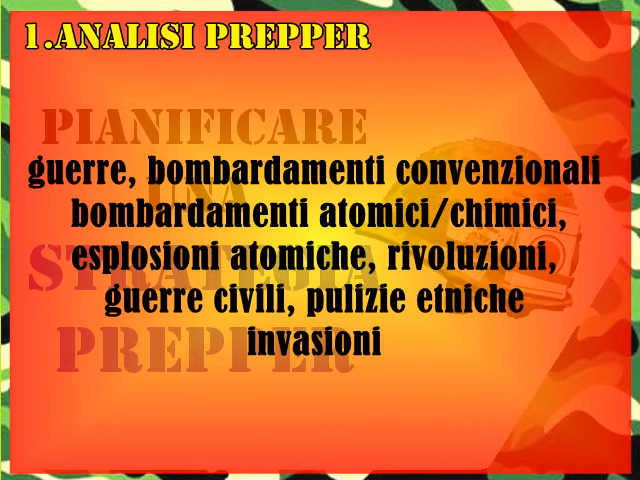 1.ANALISI PREPPER
PIANIFICARE
guerre, bombardamenti convenzionali
UNA
bombardamenti atomici/chimici,
STRATEGIA
esplosioni atomiche, rivoluzioni,
guerre civili, pulizie etniche
PREPPER
invasioni